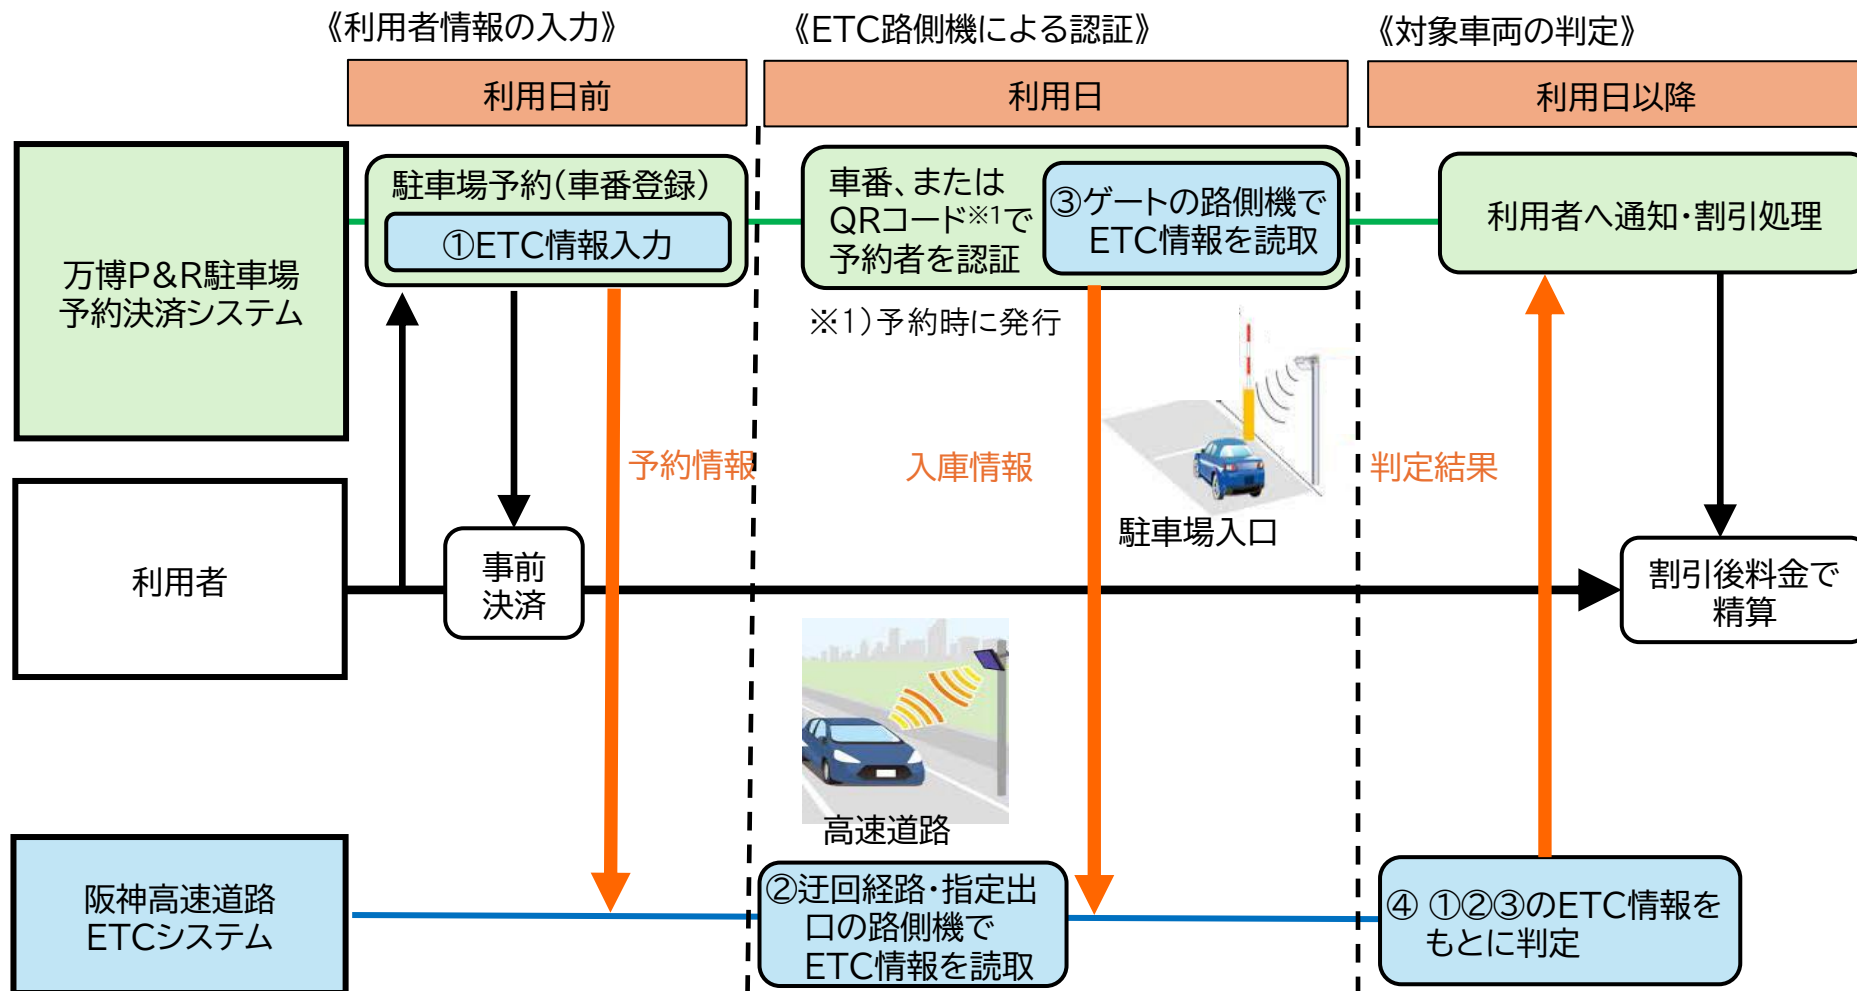 《利用者情報の入力》
《ETC路側機による認証》
《対象車両の判定》
利用日前
利用日
利用日以降
万博P&R駐車場
予約決済システム
駐車場予約(車番登録)
①ETC情報入力
車番、または
QRコード※1で
予約者を認証
③ゲートの路側機で
ETC情報を読取
利用者へ通知・割引処理
※1)予約時に発行
予約情報
入庫情報
判定結果
駐車場入口
利用者
事前
決済
割引後料金で
精算
高速道路
阪神高速道路
ETCシステム
②迂回経路・指定出
口の路側機で
ETC情報を読取
④ ①②③のETC情報を
もとに判定